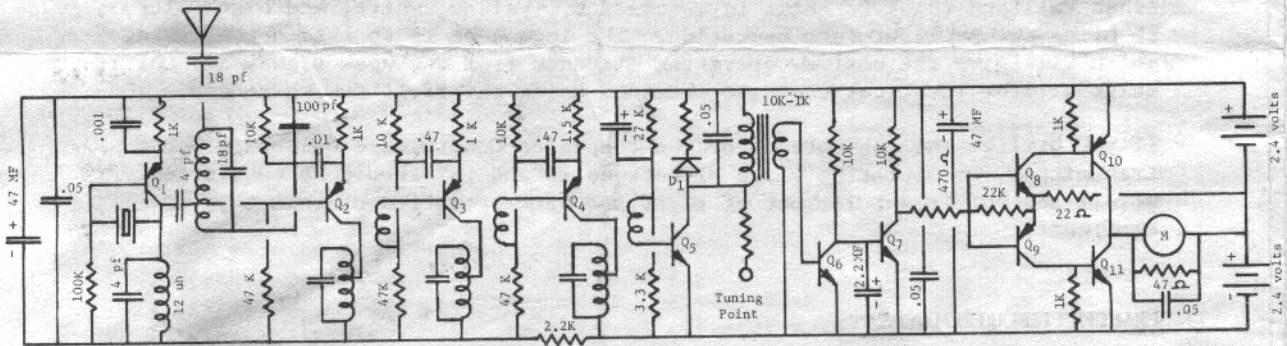 18 pf
100pf
10K-1K
.001
1K
10K
.01
1K
10 K
.47
1 K
10K
.47
1.5 K
+
-
27 K
.05
10K
10K
+
-
47 MF
1K
Q10
+
-
2.4 volts
+ 47 MF -
.05
Q1
4 pf
18pf
Q2
Q3
Q4
D1
Q5
470 Ω
22K
Q8
22 Ω
M
100K
4 pf
12 uh
47 K
47K
47 K
3.3 K
2.2K
Tuning
Point
Q6
Q7
2.2MF
+
-
.05
Q9
Q11
1K
47 Ω
.05
+
-
2.4 volts